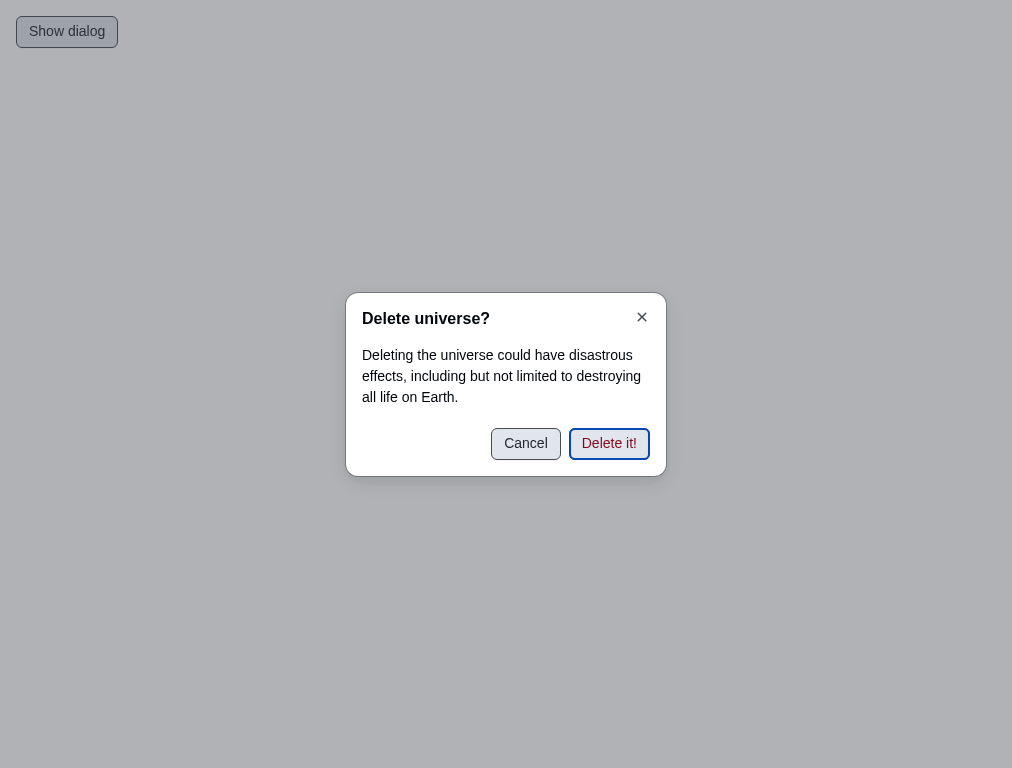 Show dialog
Delete universe?
Deleting the universe could have disastrous
effects, including but not limited to destroying
all life on Earth.
Cancel
Delete it!